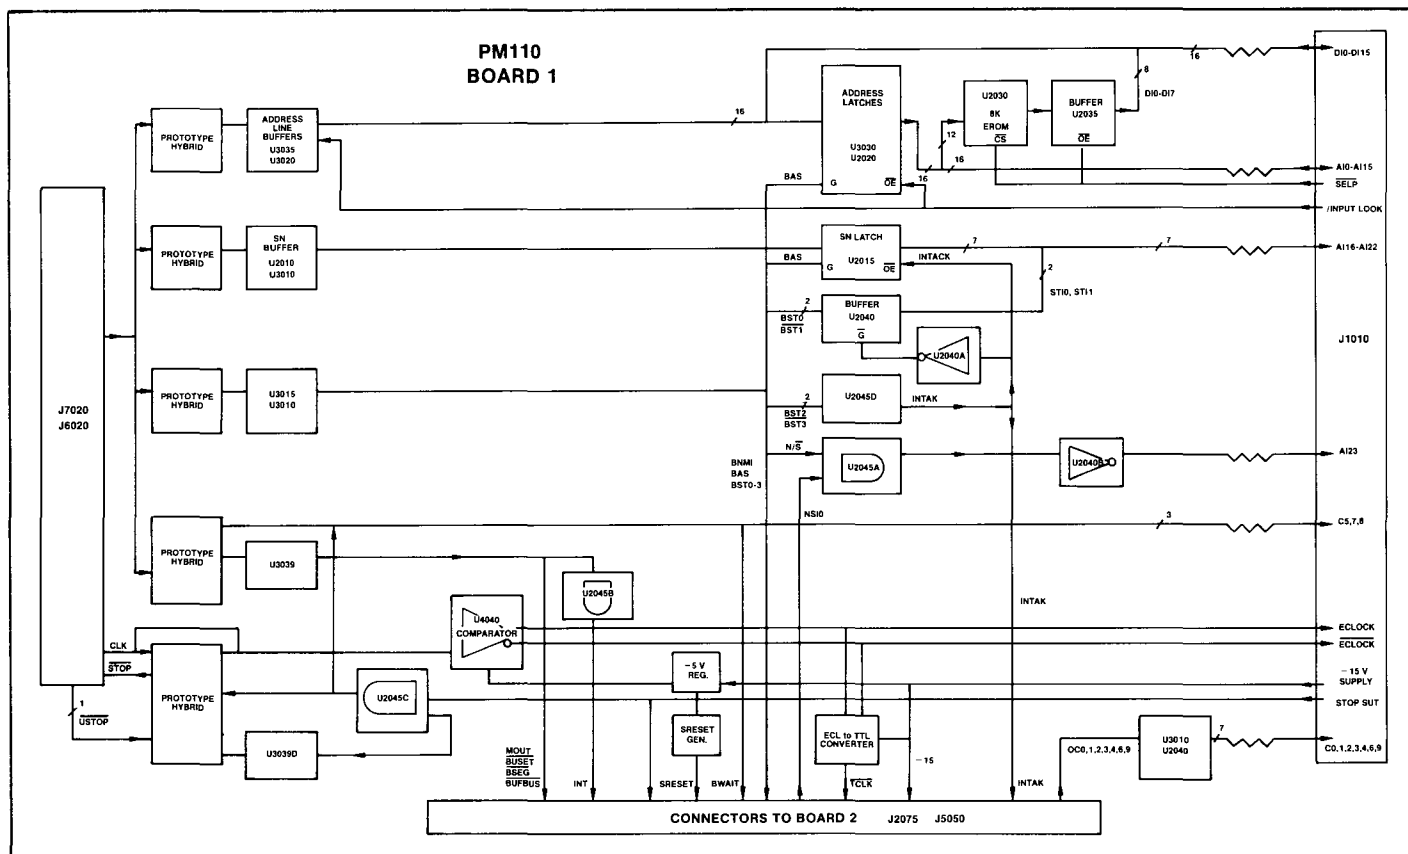 PM110
BOARD 1
16
DI0-DI15
8
DI0-DI7
PROTOTYPE
HYBRID
ADDRESS
LINE
BUFFERS
U3035
U3020
16
ADDRESS
LATCHES
U3030
U2020
BAS
G
OE
U2030
8K
EROM
CS
BUFFER
U2035
OE
12
16
16
AI0-AI15
SELP
/INPUT LOOK
PROTOTYPE
HYBRID
SN
BUFFER
U2010
U3010
SN LATCH
U2015
BAS
G
OE
INTACK
7
7
AI16-AI22
2
STI0, STI1
2
BST0
BST1
BUFFER
U2040
G
U2040A
J1010
J7020
J6020
PROTOTYPE
HYBRID
U3015
U3010
2
BST2
BST3
U2045D
INTAK
N/S
U2045A
U2040B
AI23
BNMI
BAS
BST0-3
NSI0
PROTOTYPE
HYBRID
U3039
3
C5,7,8
U2045B
INTAK
U4040
COMPARATOR
ECLOCK
ECLOCK
CLK
STOP
PROTOTYPE
HYBRID
U2045C
-5 V
REG.
-15 V
SUPPLY
STOP SUT
1
USTOP
U3039D
SRESET
GEN.
ECL to TTL
CONVERTER
-15
U3010
U2040
7
OC0,1,2,3,4,6,9
C0,1,2,3,4,6,9
MOUT
BUSET
BSEG
BUFBUS
INT
SRESET
BWAIT
TCLK
INTAK
CONNECTORS TO BOARD 2 J2075 J5050